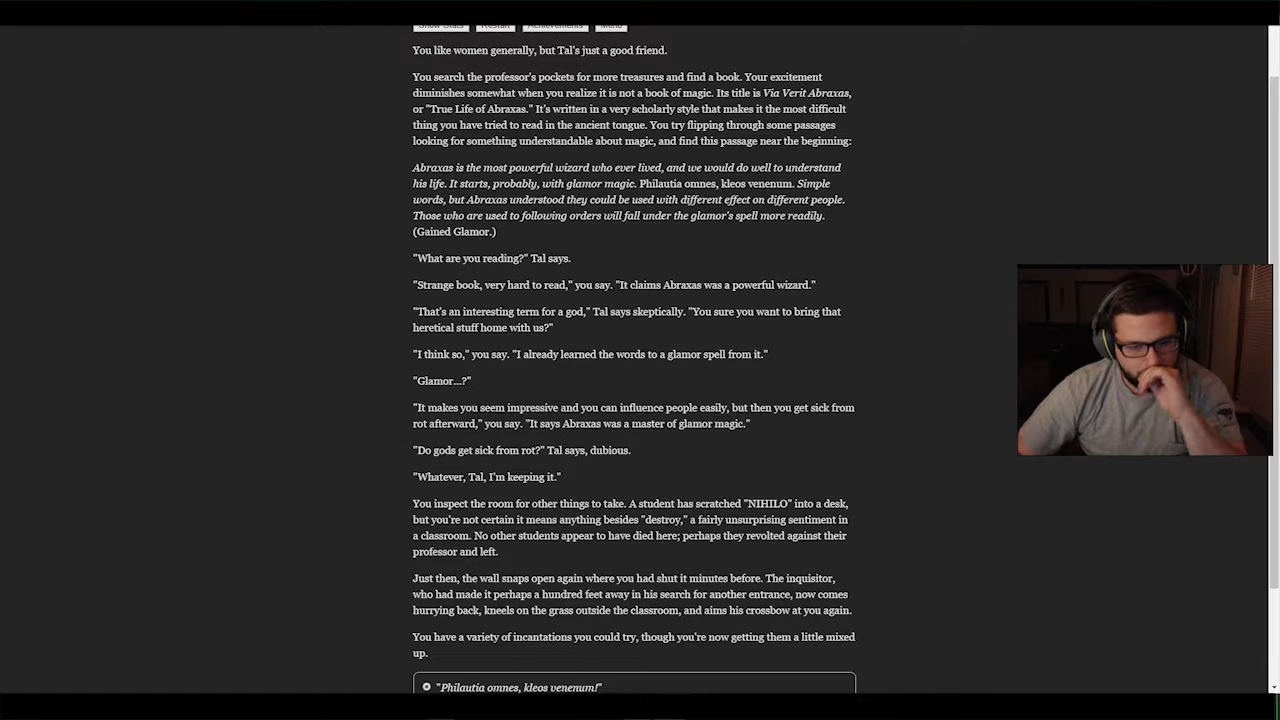 Show Stats Restart Achievements Menu
You like women generally, but Tal's just a good friend.
You search the professor's pockets for more treasures and find a book. Your excitement
diminishes somewhat when you realize it is not a book of magic. Its title is Via Verit Abraxas,
or "True Life of Abraxas." It's written in a very scholarly style that makes it the most difficult
thing you have tried to read in the ancient tongue. You try flipping through some passages
looking for something understandable about magic, and find this passage near the beginning:
Abraxas is the most powerful wizard who ever lived, and we would do well to understand
his life. It starts, probably, with glamor magic. Philautia omnes, kleos venenum. Simple
words, but Abraxas understood they could be used with different effect on different people.
Those who are used to following orders will fall under the glamor's spell more readily.
(Gained Glamor.)
"What are you reading?" Tal says.
"Strange book, very hard to read," you say. "It claims Abraxas was a powerful wizard."
"That's an interesting term for a god," Tal says skeptically. "You sure you want to bring that
heretical stuff home with us?"
"I think so," you say. "I already learned the words to a glamor spell from it."
"Glamor...?"
"It makes you seem impressive and you can influence people easily, but then you get sick from
rot afterward," you say. "It says Abraxas was a master of glamor magic."
"Do gods get sick from rot?" Tal says, dubious.
"Whatever, Tal, I'm keeping it."
You inspect the room for other things to take. A student has scratched "NIHILO" into a desk,
but you're not certain it means anything besides "destroy," a fairly unsurprising sentiment in
a classroom. No other students appear to have died here; perhaps they revolted against their
professor and left.
Just then, the wall snaps open again where you had shut it minutes before. The inquisitor,
who had made it perhaps a hundred feet away in his search for another entrance, now comes
hurrying back, kneels on the grass outside the classroom, and aims his crossbow at you again.
You have a variety of incantations you could try, though you're now getting them a little mixed
up.
"Philautia omnes, kleos venenum!"